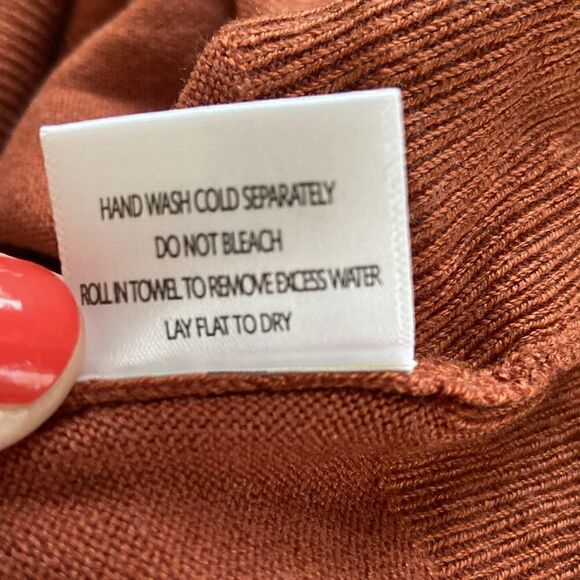 HAND WASH COLD SEPARATELY
DO NOT BLEACH
ROLL IN TOWEL TO REMOVE EXCESS WATER
LAY FLAT TO DRY